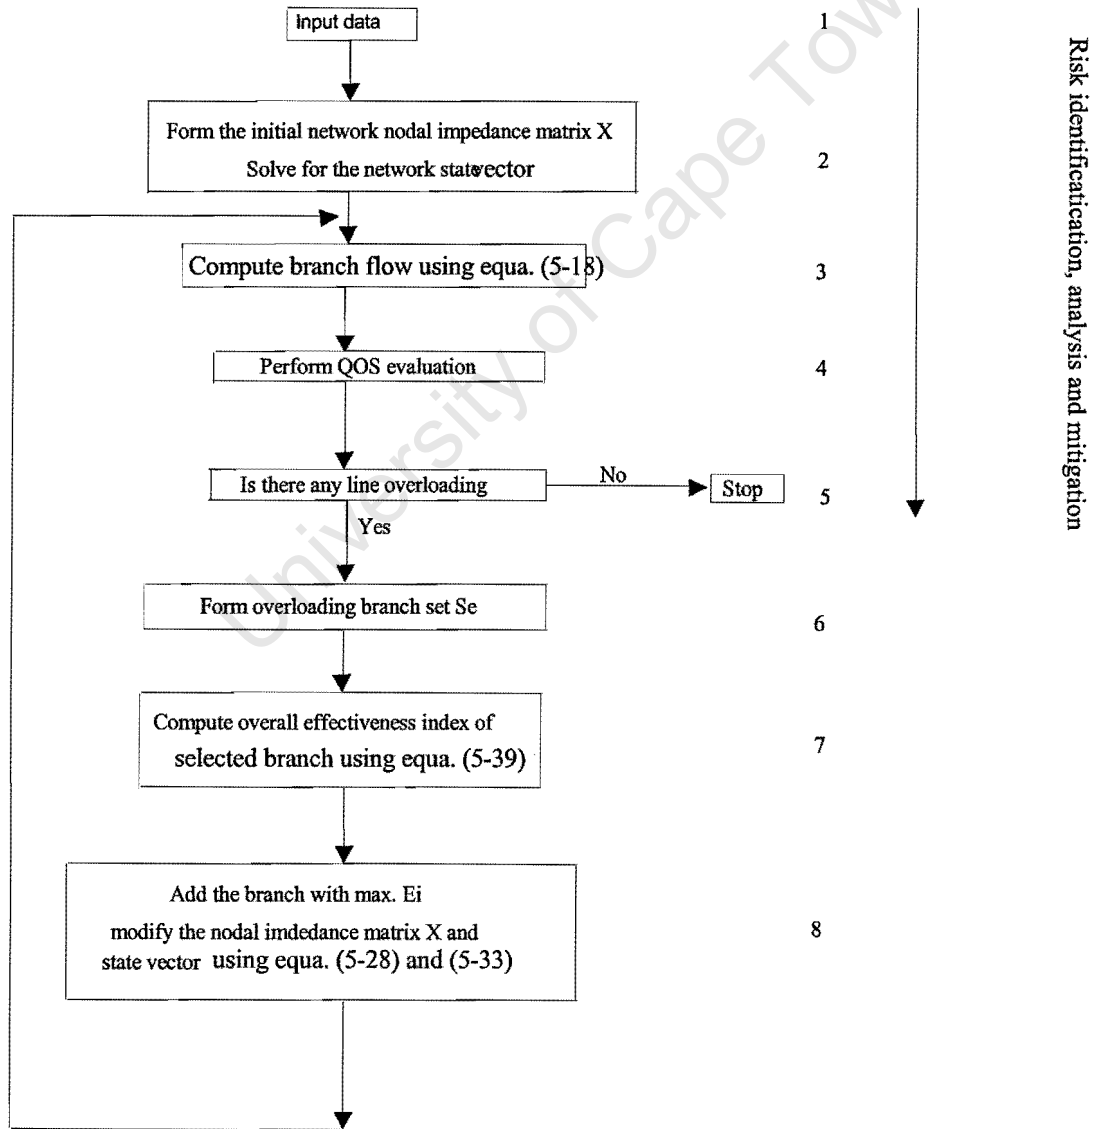 Input data
1
Form the initial network nodal impedance matrix X
Solve for the network statevector
2
Compute branch flow using equa. (5-18)
3
Perform QOS evaluation
4
Is there any line overloading
No
Stop
5
Yes
Form overloading branch set Se
6
Compute overall effectiveness index of
selected branch using equa. (5-39)
7
Add the branch with max. Ei
modify the nodal imdedance matrix X and
state vector using equa. (5-28) and (5-33)
8
Risk identificatication, analysis and mitigation
University of Cape Tow